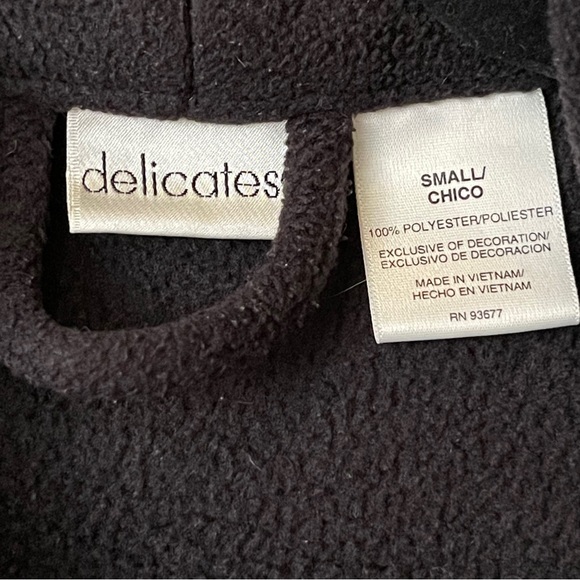 delicates
SMALL/
CHICO
100% POLYESTER/POLIESTER
EXCLUSIVE OF DECORATION/
EXCLUSIVO DE DECORACION
MADE IN VIETNAM/
HECHO EN VIETNAM
RN 93677